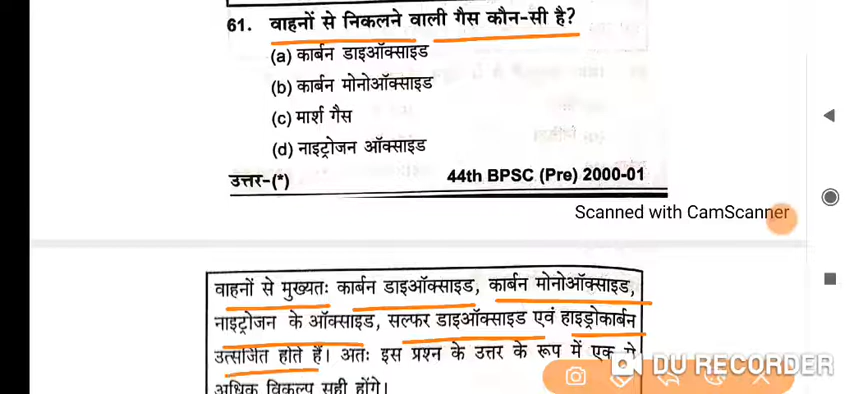 61. वाहनों से निकलने वाली गैस कौन-सी है?
(a) कार्बन डाइऑक्साइड
(b) कार्बन मोनोऑक्साइड
(c) मार्श गैस
(d) नाइट्रोजन ऑक्साइड
उत्तर–(*) 44th BPSC (Pre) 2000-01
Scanned with CamScanner
वाहनों से मुख्यतः कार्बन डाइऑक्साइड, कार्बन मोनोऑक्साइड,
नाइट्रोजन के ऑक्साइड, सल्फर डाइऑक्साइड एवं हाइड्रोकार्बन
उत्सर्जित होते हैं। अतः इस प्रश्न के उत्तर के रूप में एक
DU RECORDER
अधिक विकल्प सही होंगे।